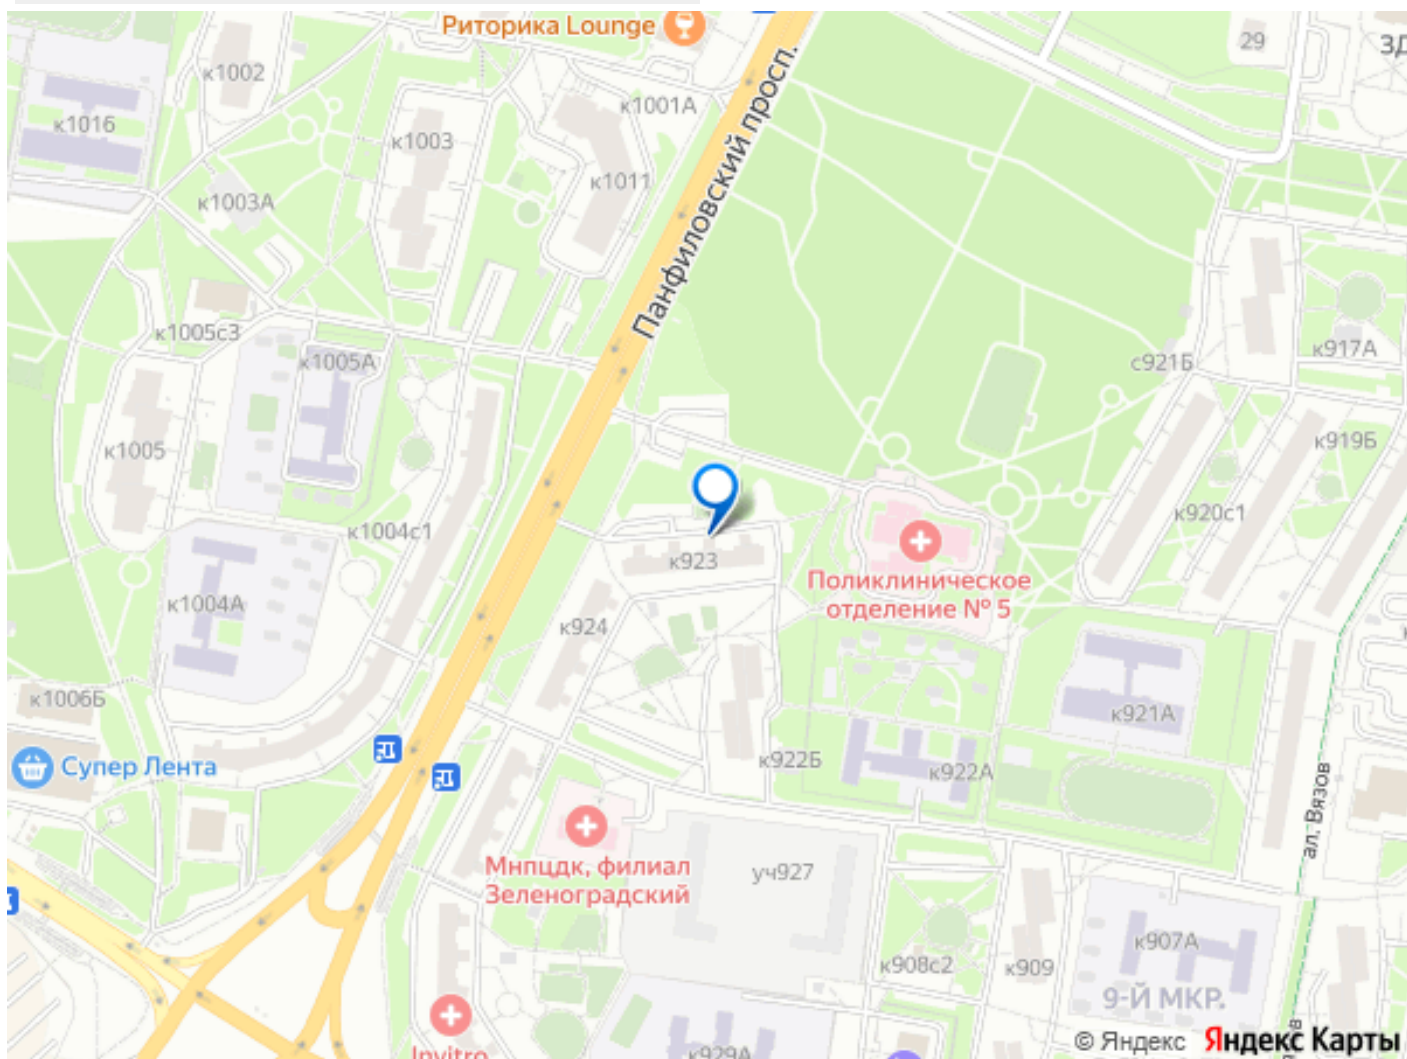 Риторика Lounge
29
ЗД
к1002
к1001А
к1016
к1003
к1011
Панфиловский просп.
к1003А
к1005с3
к1005А
с921Б
к917А
к1005
к919Б
к1004с1
к920с1
к923
Поликлиническое
отделение № 5
к1004А
к924
к1006Б
к921А
Супер Лента
к922Б
к922А
ал. Вязов
Мнпцдк, филиал
Зеленоградский
уч927
к907А
к908с2
к909
9-Й МКР.
Invitro
к929А
© Яндекс Яндекс Карты